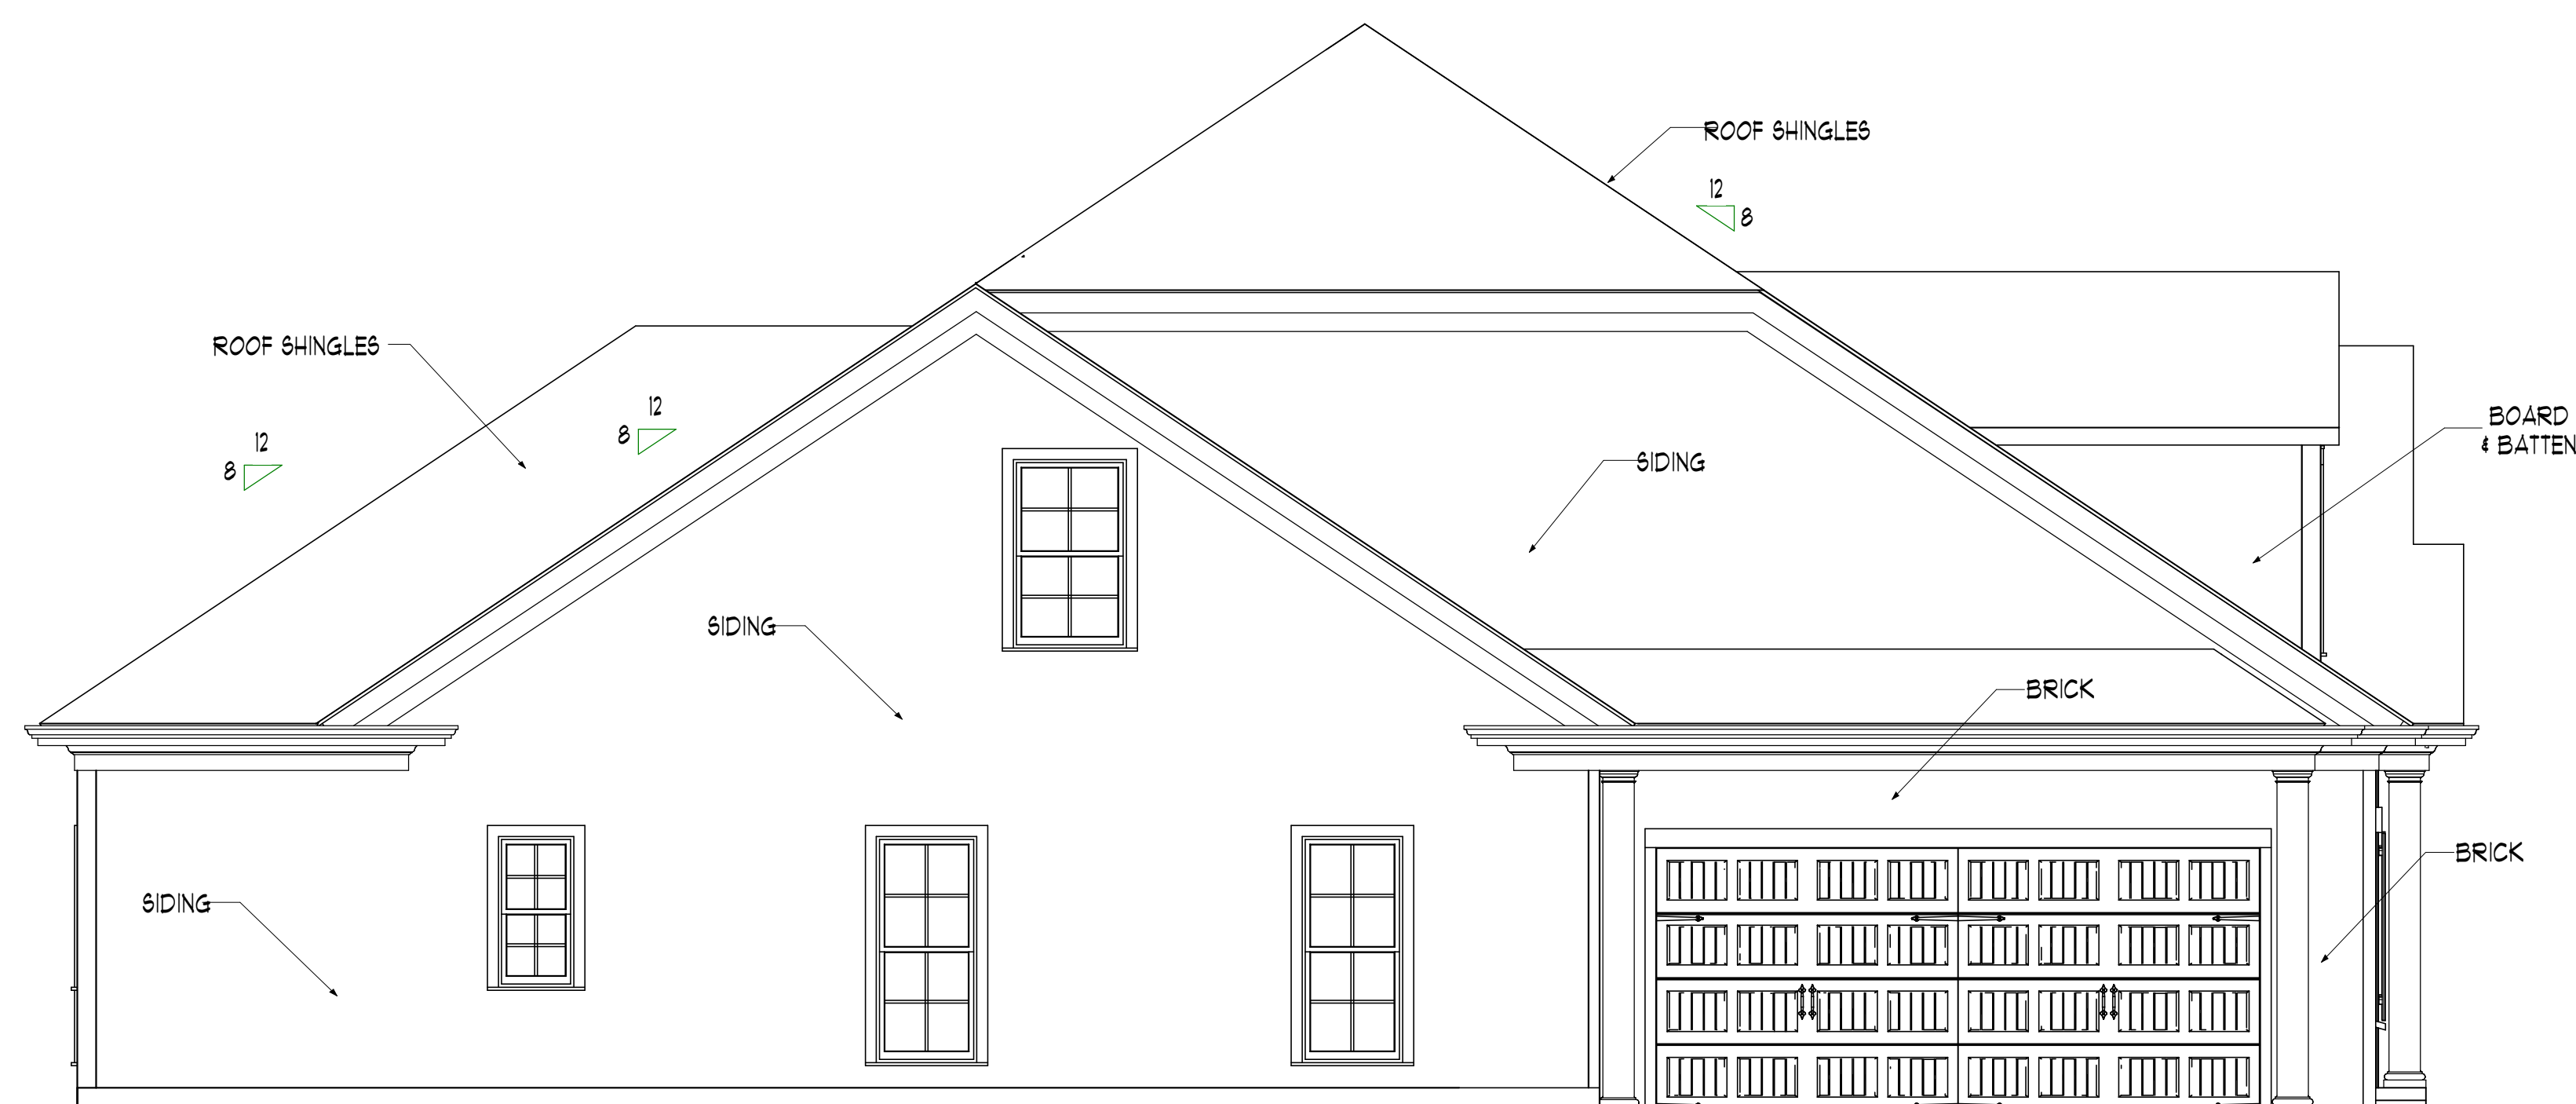 ROOF SHINGLES
12
8
ROOF SHINGLES
12
8
12
8
BOARD
& BATTEN
SIDING
SIDING
BRICK
BRICK
SIDING